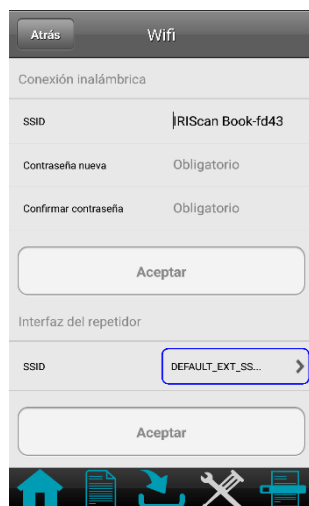 Atrás Wifi
Conexión inalámbrica
SSID IRIScan Book-fd43
Contraseña nueva Obligatorio
Confirmar contraseña Obligatorio
Aceptar
Interfaz del repetidor
SSID DEFAULT_EXT_SS...
Aceptar